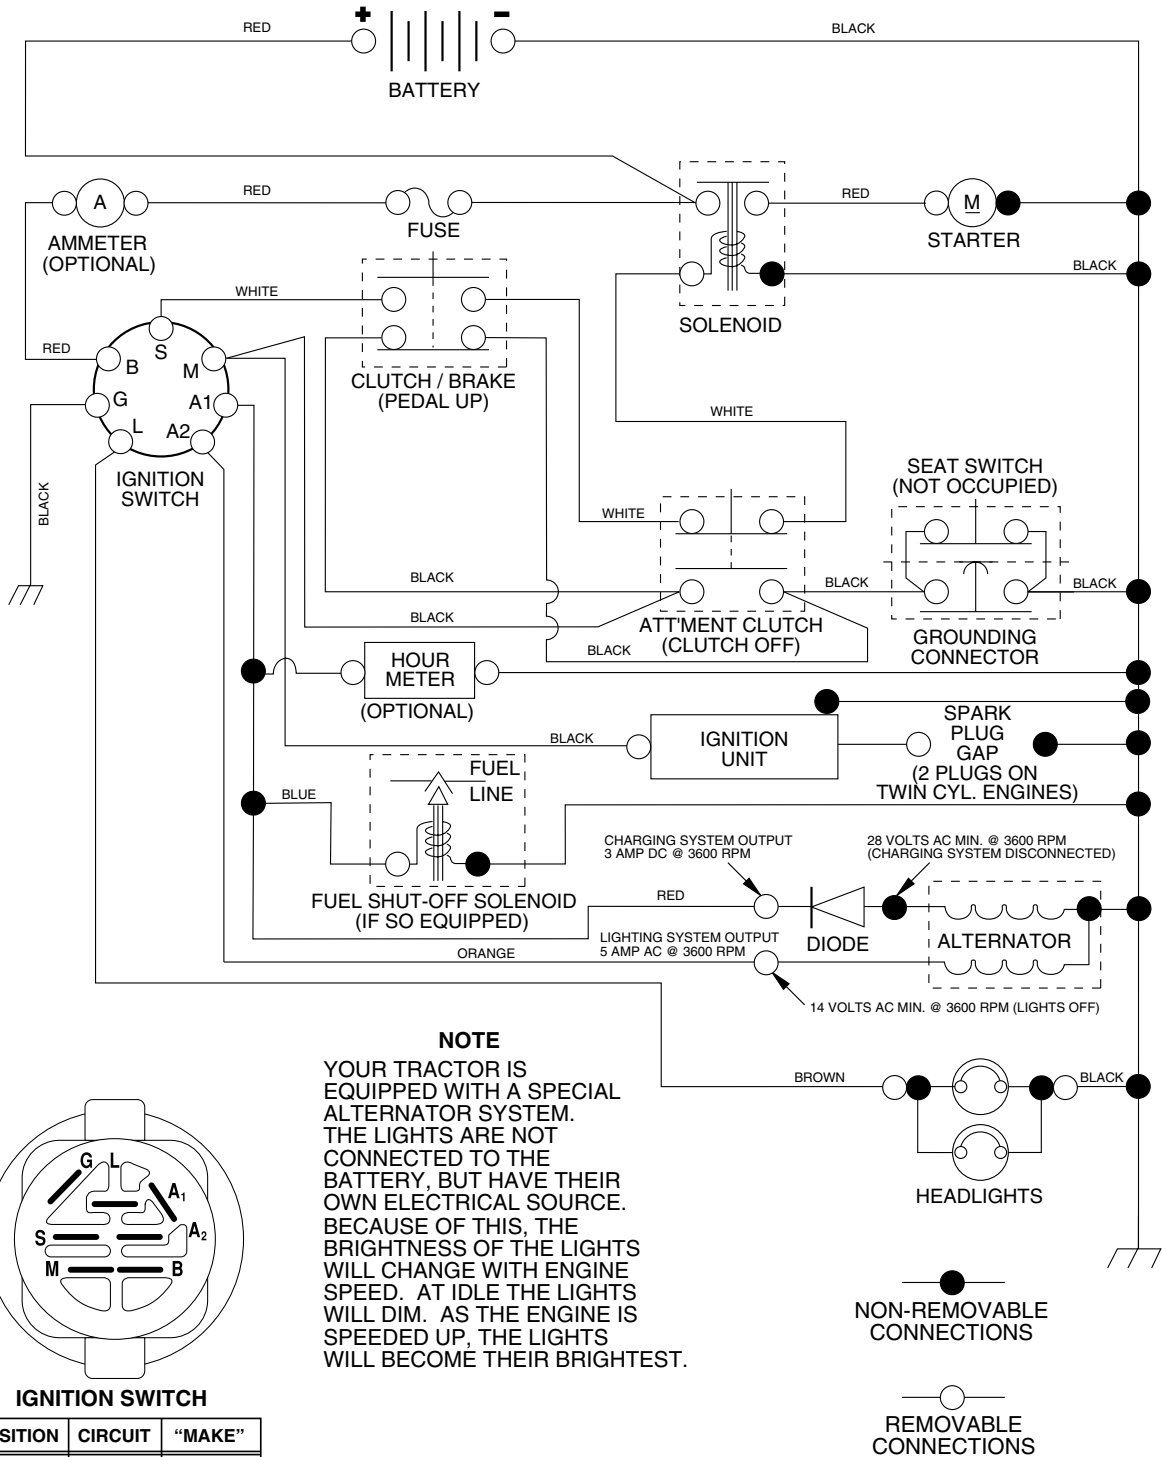 + −
RED
BLACK
BATTERY
A
RED
AMMETER
(OPTIONAL)
FUSE
RED
M
STARTER
BLACK
SOLENOID
WHITE
CLUTCH / BRAKE
(PEDAL UP)
RED
S
B
M
G
A1
L
A2
IGNITION
SWITCH
BLACK
WHITE
SEAT SWITCH
(NOT OCCUPIED)
WHITE
BLACK
BLACK
BLACK
BLACK
ATT'MENT CLUTCH
(CLUTCH OFF)
BLACK
GROUNDING
CONNECTOR
HOUR
METER
(OPTIONAL)
BLACK
IGNITION
UNIT
SPARK
PLUG
GAP
(2 PLUGS ON
TWIN CYL. ENGINES)
FUEL
LINE
BLUE
FUEL SHUT-OFF SOLENOID
(IF SO EQUIPPED)
CHARGING SYSTEM OUTPUT
3 AMP DC @ 3600 RPM
28 VOLTS AC MIN. @ 3600 RPM
(CHARGING SYSTEM DISCONNECTED)
RED
DIODE
ALTERNATOR
ORANGE
LIGHTING SYSTEM OUTPUT
5 AMP AC @ 3600 RPM
14 VOLTS AC MIN. @ 3600 RPM (LIGHTS OFF)
BROWN
BLACK
HEADLIGHTS
NOTE
YOUR TRACTOR IS
EQUIPPED WITH A SPECIAL
ALTERNATOR SYSTEM.
THE LIGHTS ARE NOT
CONNECTED TO THE
BATTERY, BUT HAVE THEIR
OWN ELECTRICAL SOURCE.
BECAUSE OF THIS, THE
BRIGHTNESS OF THE LIGHTS
WILL CHANGE WITH ENGINE
SPEED. AT IDLE THE LIGHTS
WILL DIM. AS THE ENGINE IS
SPEEDED UP, THE LIGHTS
WILL BECOME THEIR BRIGHTEST.
G L
A1
S
A2
M
B
IGNITION SWITCH
SITION CIRCUIT “MAKE”
NON-REMOVABLE
CONNECTIONS
REMOVABLE
CONNECTIONS